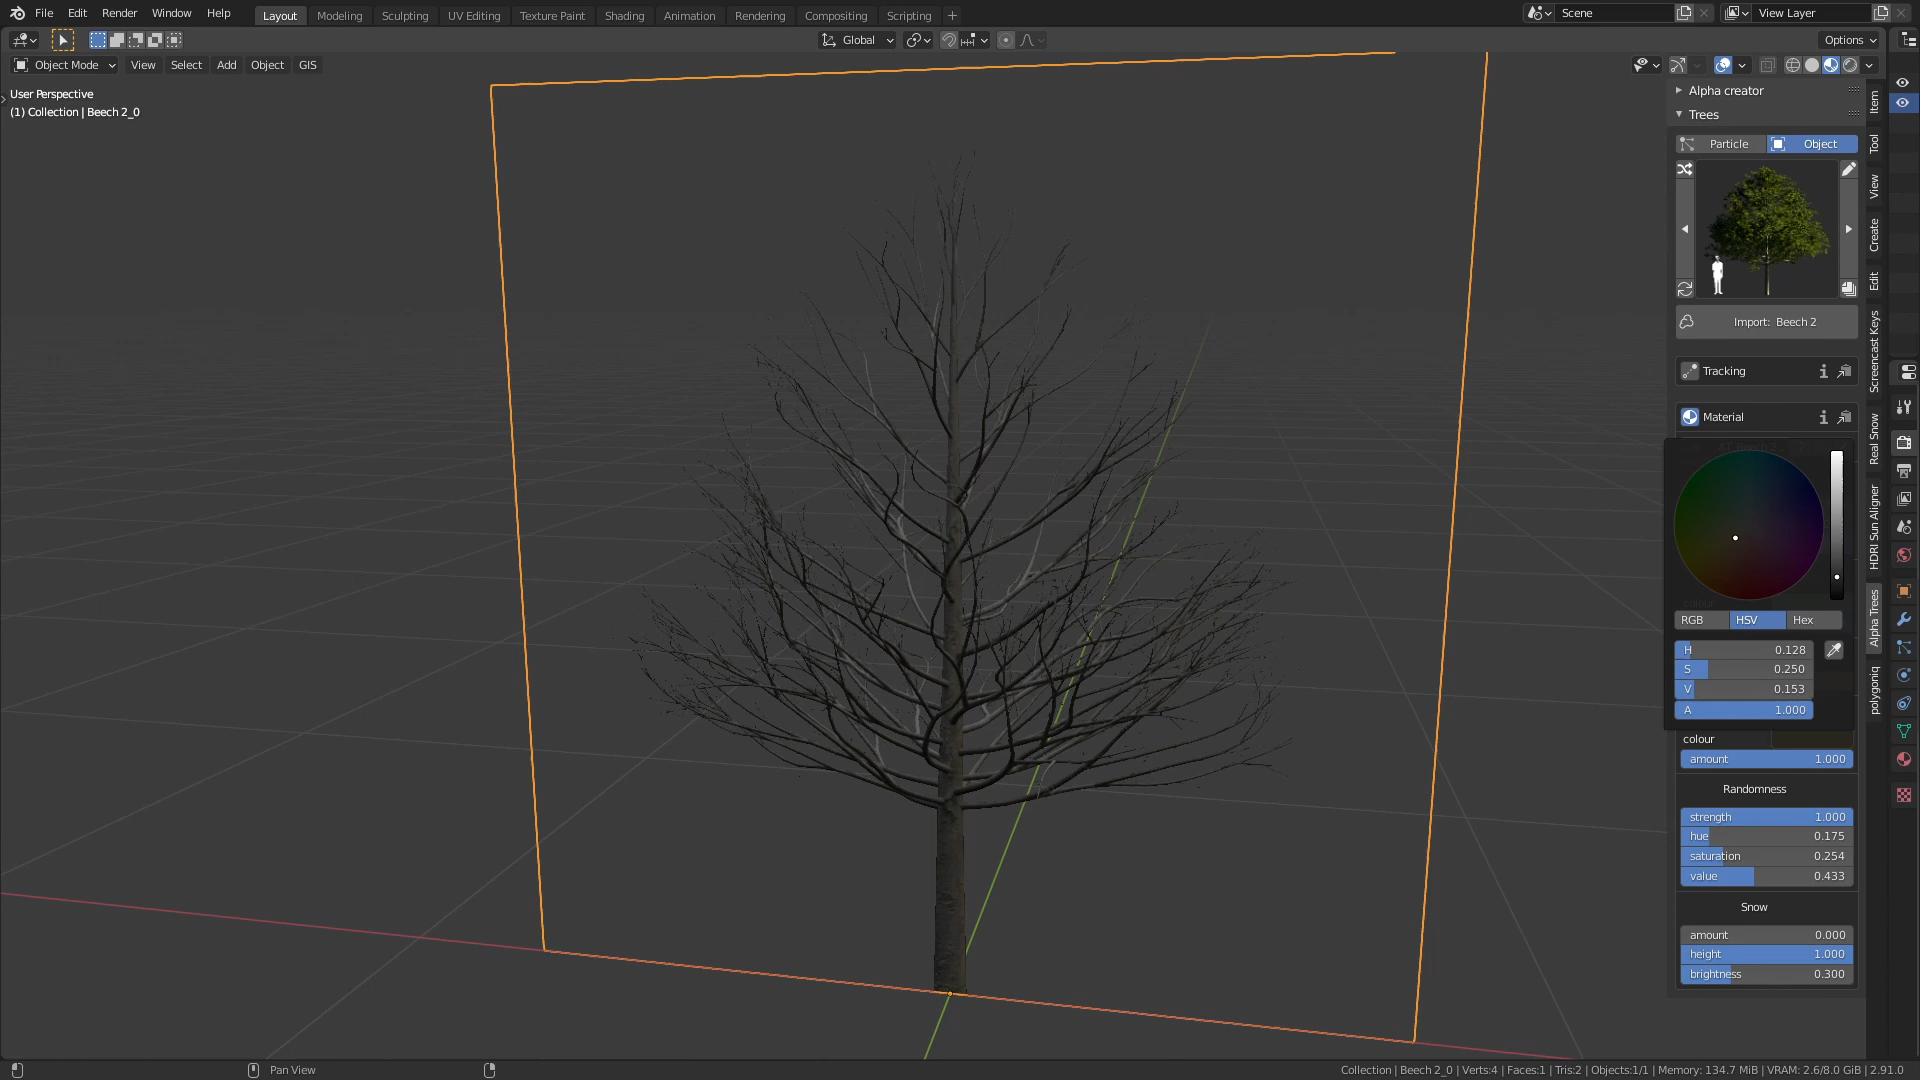 File Edit Render Window Help
Layout Modeling Sculpting UV Editing Texture Paint Shading Animation Rendering Compositing Scripting +
Scene
View Layer
Global
Options
Object Mode View Select Add Object GIS
User Perspective
(1) Collection | Beech 2_0
Alpha creator
Trees
Particle Object
Import: Beech 2
Tracking
Material
RGB HSV Hex
H 0.128
S 0.250
V 0.153
A 1.000
colour
amount 1.000
Randomness
strength 1.000
hue 0.175
saturation 0.254
value 0.433
Snow
amount 0.000
height 1.000
brightness 0.300
Item
Tool
View
Create
Edit
Screencast Keys
Real Snow
HDRI Sun Aligner
Alpha Trees
polygoniq
Pan View
Collection | Beech 2_0 | Verts:4 | Faces:1 | Tris:2 | Objects:1/1 | Memory: 134.7 MiB | VRAM: 2.6/8.0 GiB | 2.91.0